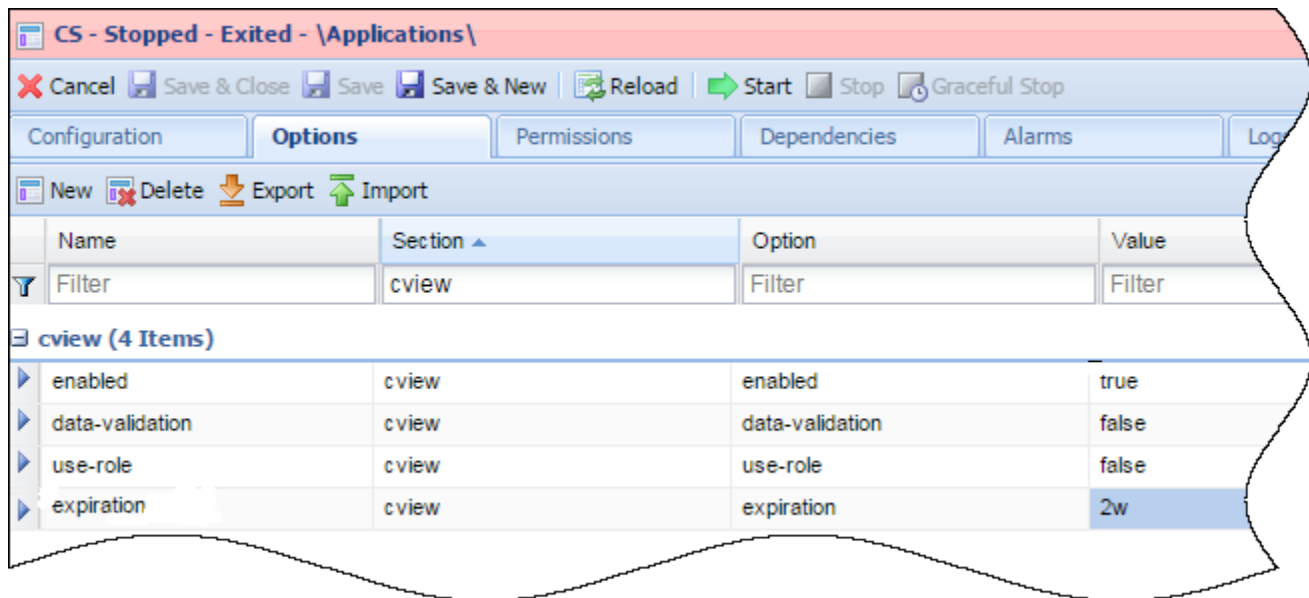 CS - Stopped - Exited - \Applications\
Cancel Save & Close Save Save & New Reload Start Stop Graceful Stop
Configuration Options Permissions Dependencies Alarms
New Delete Export Import
Name Section Option Value
Filter cview Filter Filter
cview (4 Items)
enabled cview enabled true
data-validation cview data-validation false
use-role cview use-role false
expiration cview expiration 2w